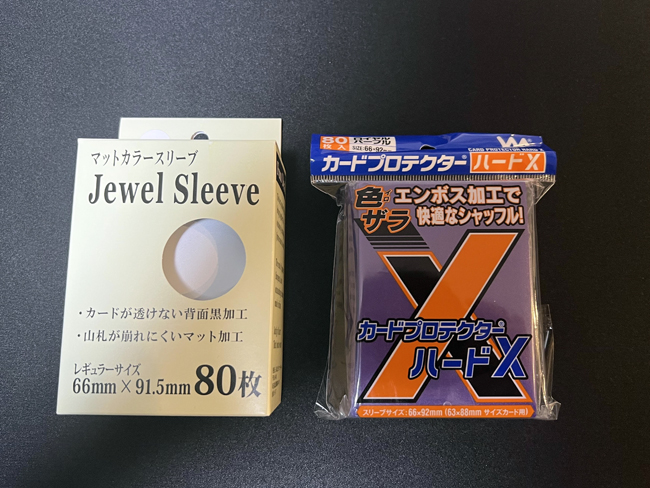 マットカラースリーブ
Jewel Sleeve
・カードが透けない背面黒加工
・山札が崩れにくいマット加工
レギュラーサイズ
66mm×91.5mm 80枚
80
枚入
SIZE:66×92mm
カードプロテクター ハードX
色ザラ
エンボス加工で
快適なシャッフル!
X
カードプロテクター
ハードX
スリーブサイズ:66×92mm(63×88mm サイズカード用)